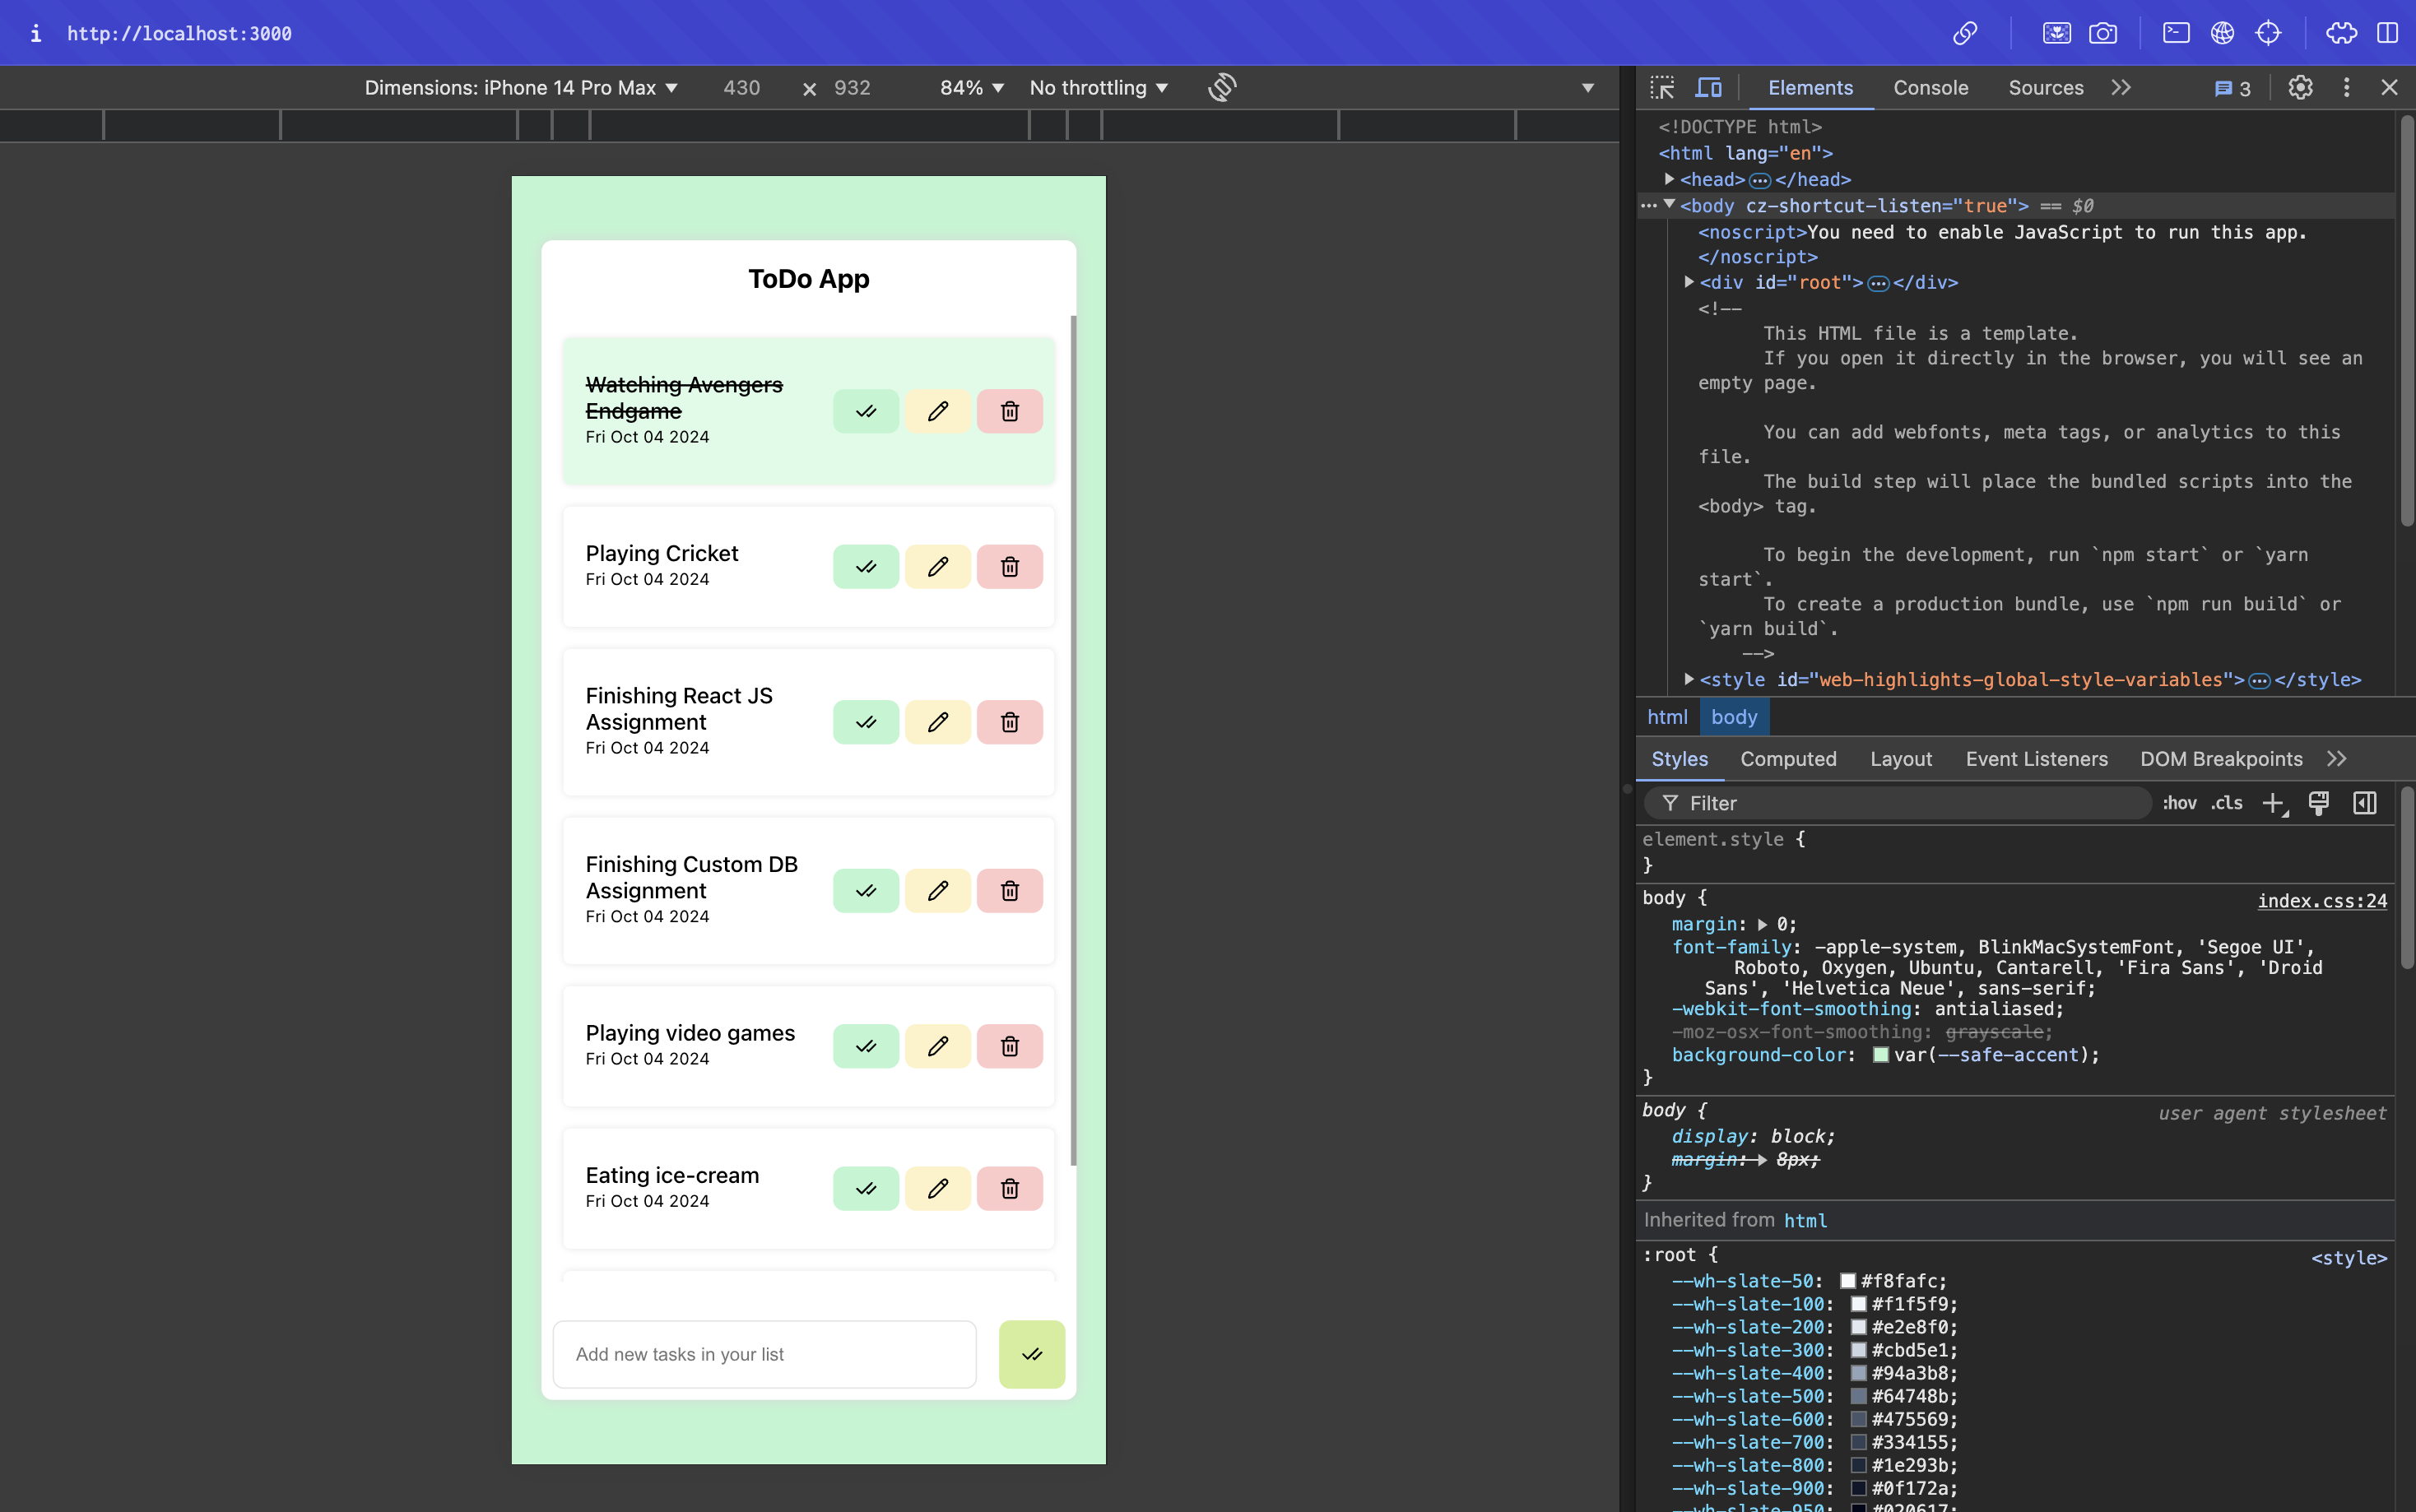 http://localhost:3000
Dimensions: iPhone 14 Pro Max ▼ 430 × 932 84% ▼ No throttling ▼
ToDo App
Watching Avengers
Endgame
Fri Oct 04 2024
Playing Cricket
Fri Oct 04 2024
Finishing React JS
Assignment
Fri Oct 04 2024
Finishing Custom DB
Assignment
Fri Oct 04 2024
Playing video games
Fri Oct 04 2024
Eating ice-cream
Fri Oct 04 2024
Add new tasks in your list
Elements Console Sources 3
<!DOCTYPE html>
<html lang="en">
<head>…</head>
<body cz-shortcut-listen="true"> == $0
<noscript>You need to enable JavaScript to run this app.
</noscript>
<div id="root">…</div>
<!--
This HTML file is a template.
If you open it directly in the browser, you will see an
empty page.
You can add webfonts, meta tags, or analytics to this
file.
The build step will place the bundled scripts into the
<body> tag.
To begin the development, run `npm start` or `yarn
start`.
To create a production bundle, use `npm run build` or
`yarn build`.
-->
<style id="web-highlights-global-style-variables">…</style>
html body
Styles Computed Layout Event Listeners DOM Breakpoints
Filter :hov .cls
element.style {
}
body { index.css:24
margin: 0;
font-family: -apple-system, BlinkMacSystemFont, 'Segoe UI',
Roboto, Oxygen, Ubuntu, Cantarell, 'Fira Sans', 'Droid
Sans', 'Helvetica Neue', sans-serif;
-webkit-font-smoothing: antialiased;
-moz-osx-font-smoothing: grayscale;
background-color: var(--safe-accent);
}
body { user agent stylesheet
display: block;
margin: 8px;
}
Inherited from html
:root { <style>
--wh-slate-50: #f8fafc;
--wh-slate-100: #f1f5f9;
--wh-slate-200: #e2e8f0;
--wh-slate-300: #cbd5e1;
--wh-slate-400: #94a3b8;
--wh-slate-500: #64748b;
--wh-slate-600: #475569;
--wh-slate-700: #334155;
--wh-slate-800: #1e293b;
--wh-slate-900: #0f172a;
--wh-slate-950: #020617;